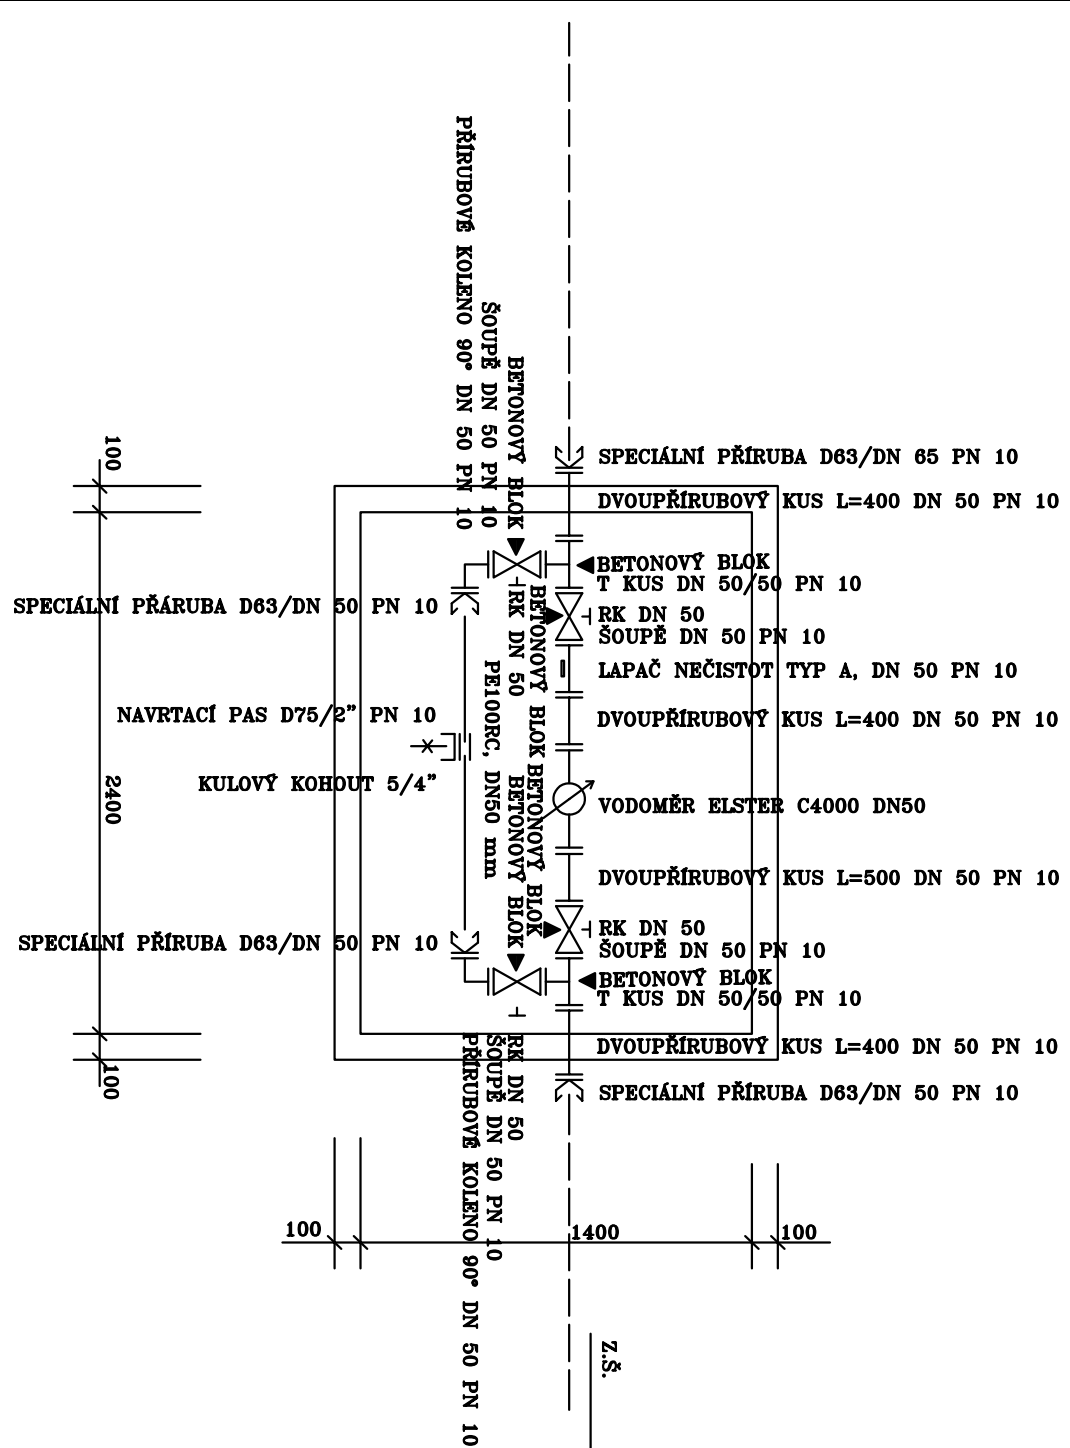 PŘÍRUBOVÉ KOLENO 90° DN 50 PN 10
ŠOUPĚ DN 50 PN 10
BETONOVÝ BLOK
SPECIÁLNÍ PŘÍRUBA D63/DN 65 PN 10
DVOUPŘÍRUBOVÝ KUS L=400 DN 50 PN 10
BETONOVÝ BLOK
T KUS DN 50/50 PN 10
RK DN 50
ŠOUPĚ DN 50 PN 10
LAPAČ NEČISTOT TYP A, DN 50 PN 10
DVOUPŘÍRUBOVÝ KUS L=400 DN 50 PN 10
VODOMĚR ELSTER C4000 DN50
DVOUPŘÍRUBOVÝ KUS L=500 DN 50 PN 10
RK DN 50
ŠOUPĚ DN 50 PN 10
BETONOVÝ BLOK
T KUS DN 50/50 PN 10
DVOUPŘÍRUBOVÝ KUS L=400 DN 50 PN 10
SPECIÁLNÍ PŘÍRUBA D63/DN 50 PN 10
100
2400
100
SPECIÁLNÍ PŘÁRUBA D63/DN 50 PN 10
NAVRTACÍ PAS D75/2" PN 10
KULOVÝ KOHOUT 5/4"
SPECIÁLNÍ PŘÍRUBA D63/DN 50 PN 10
RK DN 50
BETONOVÝ BLOK
PE100RC, DN50 mm
BETONOVÝ BLOK
BETONOVÝ BLOK
RK DN 50
ŠOUPĚ DN 50 PN 10
PŘÍRUBOVÉ KOLENO 90° DN 50 PN 10
100
1400
100
Z.Š.